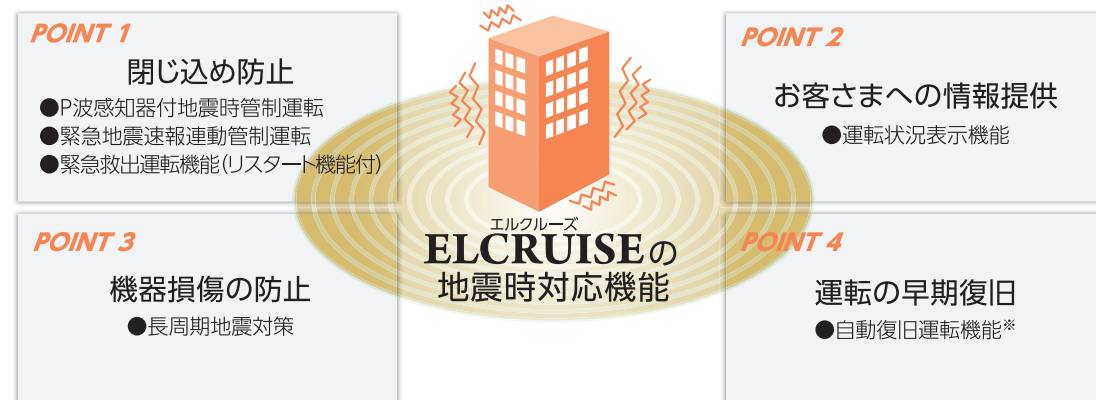 POINT 1
閉じ込め防止
●P波感知器付地震時管制運転
●緊急地震速報連動管制運転
●緊急救出運転機能(リスタート機能付)
POINT 2
お客さまへの情報提供
●運転状況表示機能
エルクルーズ
ELCRUISEの
地震時対応機能
POINT 3
機器損傷の防止
●長周期地震対策
POINT 4
運転の早期復旧
●自動復旧運転機能※